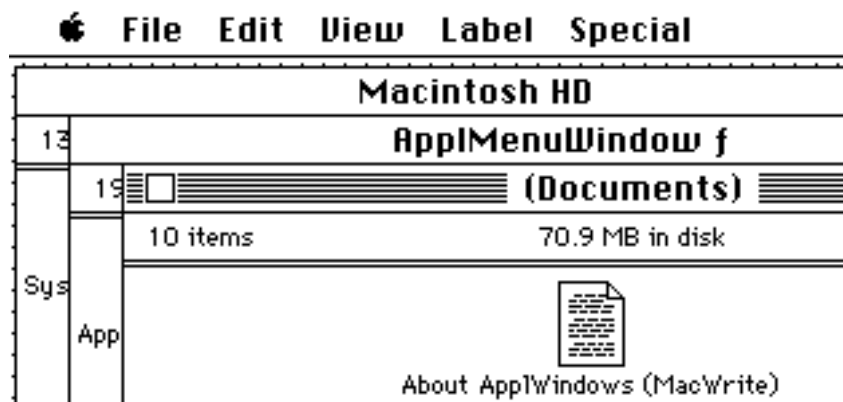 File Edit View Label Special
Macintosh HD
13 ApplMenuWindow ƒ
19 (Documents)
10 items 70.9 MB in disk
Sys
App
About ApplWindows (MacWrite)